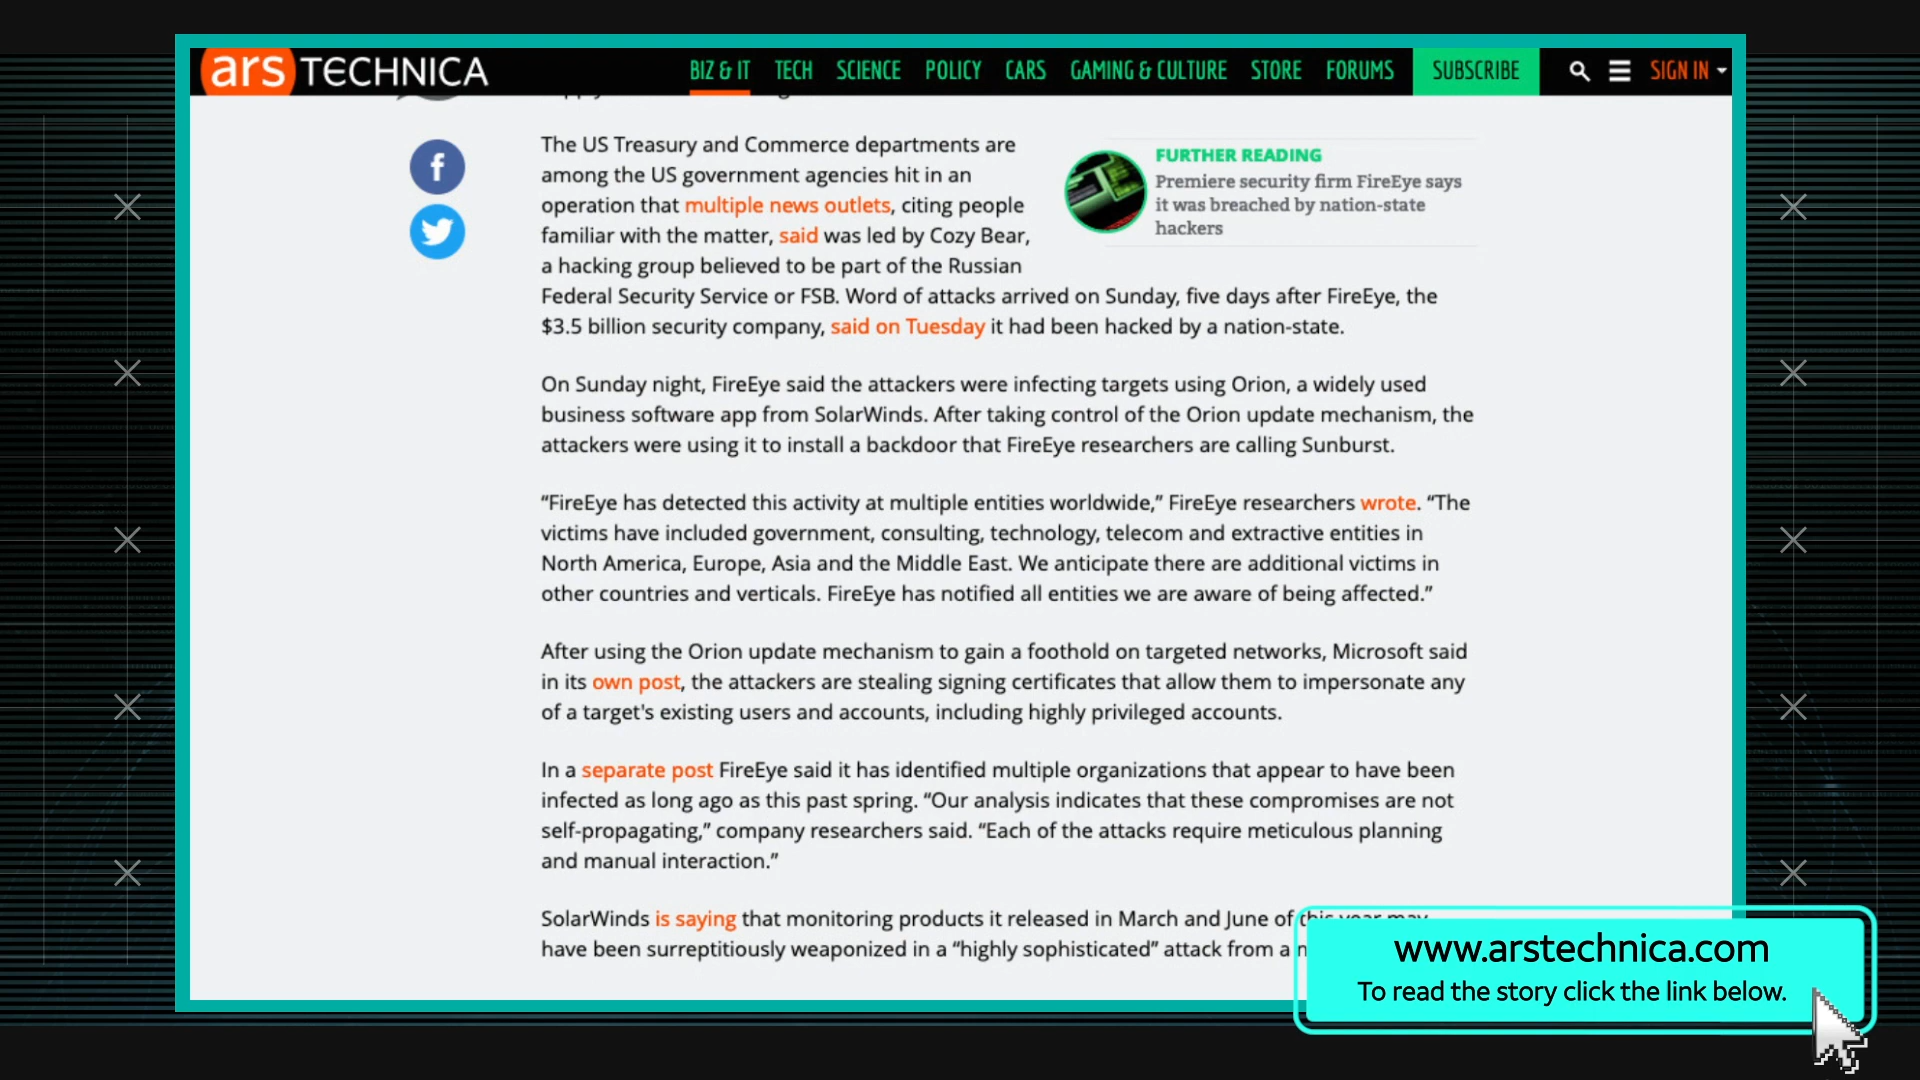 ars TECHNICA
BIZ & IT TECH SCIENCE POLICY CARS GAMING & CULTURE STORE FORUMS SUBSCRIBE SIGN IN
The US Treasury and Commerce departments are
among the US government agencies hit in an
operation that multiple news outlets, citing people
familiar with the matter, said was led by Cozy Bear,
a hacking group believed to be part of the Russian
Federal Security Service or FSB. Word of attacks arrived on Sunday, five days after FireEye, the
$3.5 billion security company, said on Tuesday it had been hacked by a nation-state.
FURTHER READING
Premiere security firm FireEye says
it was breached by nation-state
hackers
On Sunday night, FireEye said the attackers were infecting targets using Orion, a widely used
business software app from SolarWinds. After taking control of the Orion update mechanism, the
attackers were using it to install a backdoor that FireEye researchers are calling Sunburst.
“FireEye has detected this activity at multiple entities worldwide,” FireEye researchers wrote. “The
victims have included government, consulting, technology, telecom and extractive entities in
North America, Europe, Asia and the Middle East. We anticipate there are additional victims in
other countries and verticals. FireEye has notified all entities we are aware of being affected.”
After using the Orion update mechanism to gain a foothold on targeted networks, Microsoft said
in its own post, the attackers are stealing signing certificates that allow them to impersonate any
of a target's existing users and accounts, including highly privileged accounts.
In a separate post FireEye said it has identified multiple organizations that appear to have been
infected as long ago as this past spring. “Our analysis indicates that these compromises are not
self-propagating,” company researchers said. “Each of the attacks require meticulous planning
and manual interaction.”
SolarWinds is saying that monitoring products it released in March and June of this year may
have been surreptitiously weaponized in a “highly sophisticated” attack from a
www.arstechnica.com
To read the story click the link below.